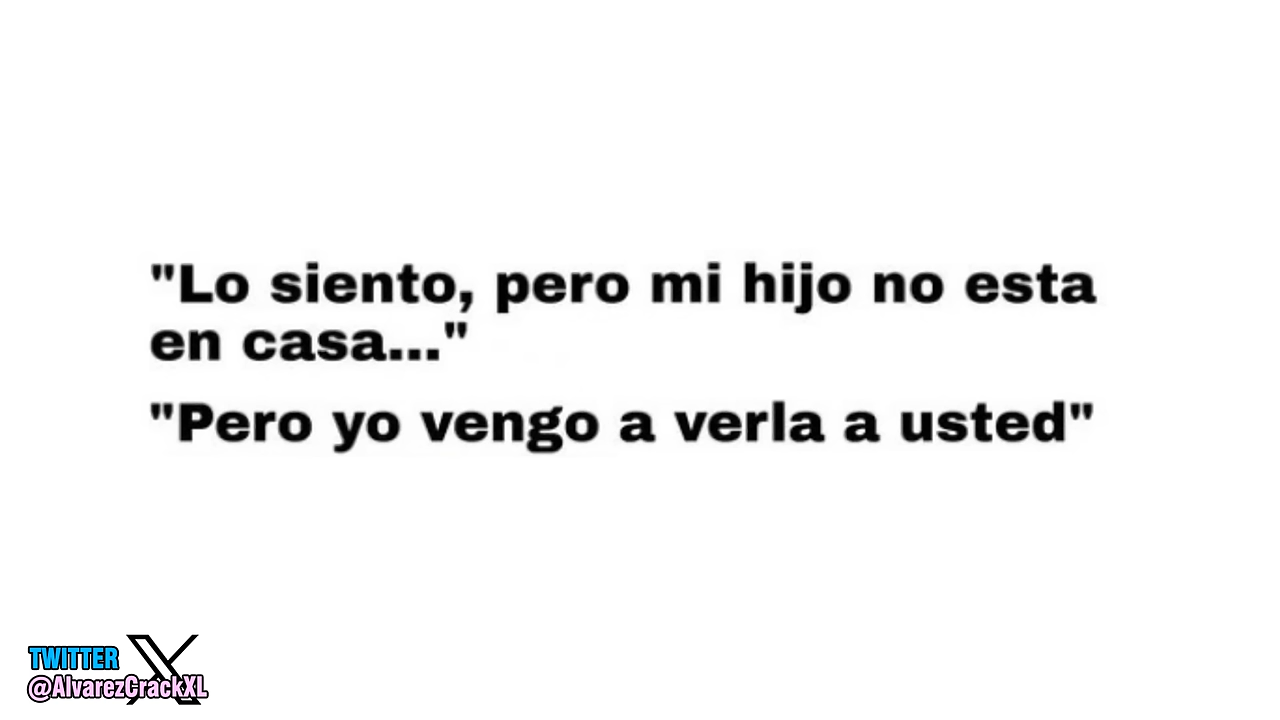 "Lo siento, pero mi hijo no esta
en casa..."
"Pero yo vengo a verla a usted"
TWITTER X
@AlvarezCrackXL